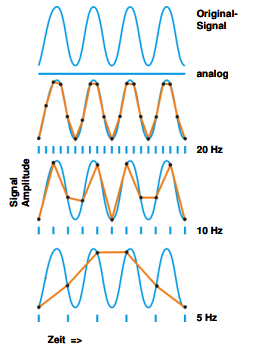 Original-
Signal
analog
20 Hz
Signal
Amplitude
10 Hz
5 Hz
Zeit =>